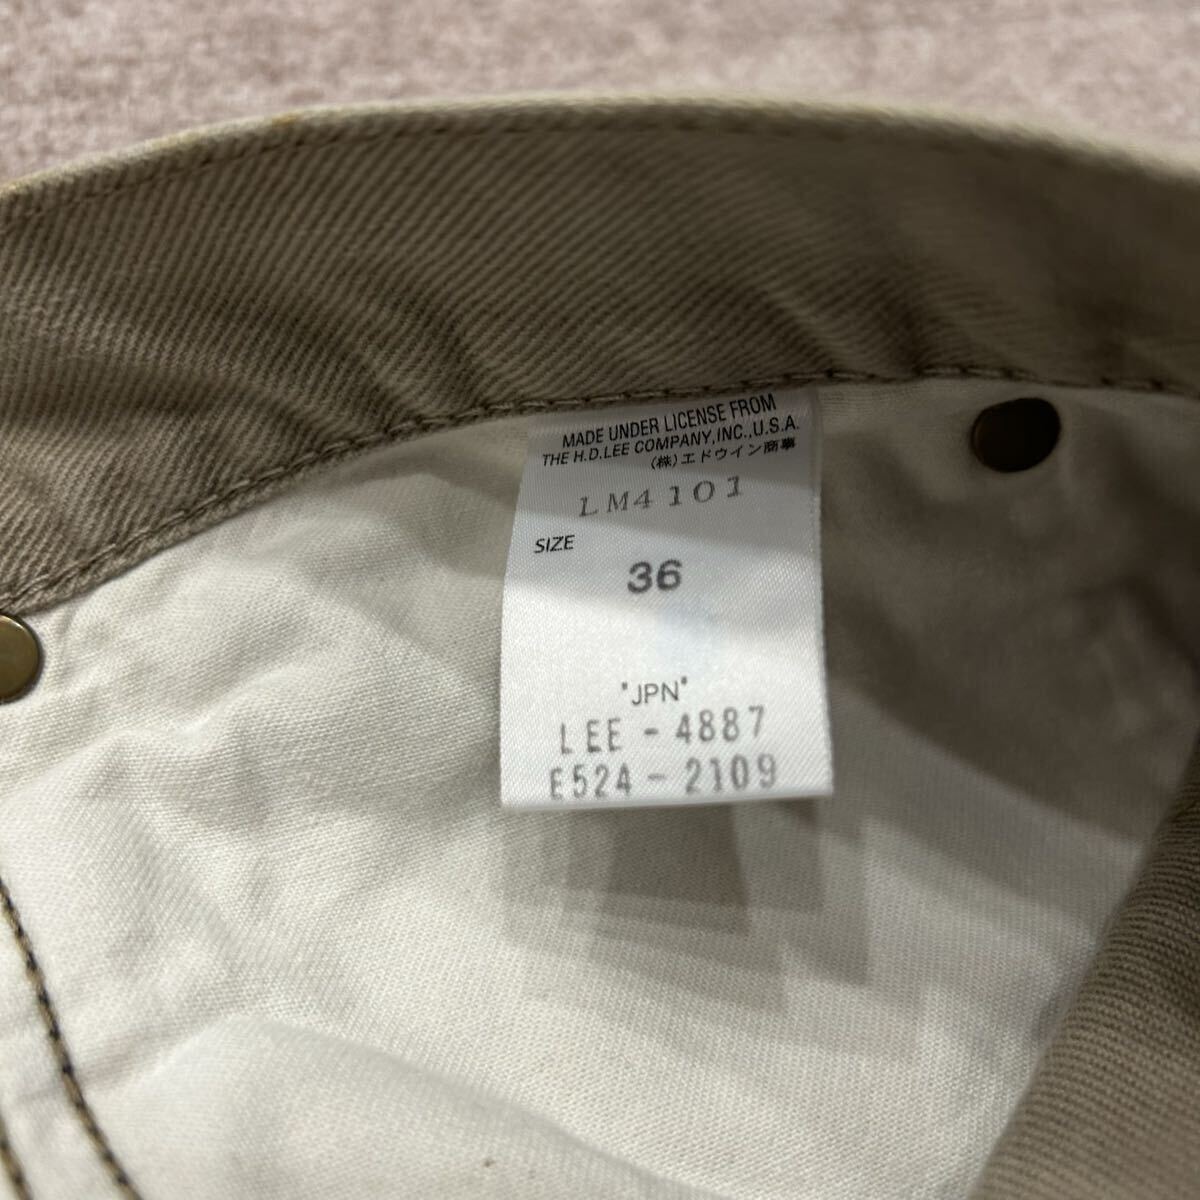 MADE UNDER LICENSE FROM
THE H.D.LEE COMPANY,INC.,U.S.A.
(株)エドウイン商事
LM4101
SIZE
36
"JPN"
LEE-4887
E524-2109